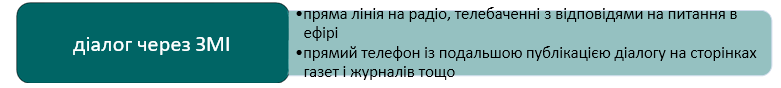 діалог через ЗМІ
•пряма лінія на радіо, телебаченні з відповідями на питання в
ефірі
•прямий телефон із подальшою публікацією діалогу на сторінках
газет і журналів тощо